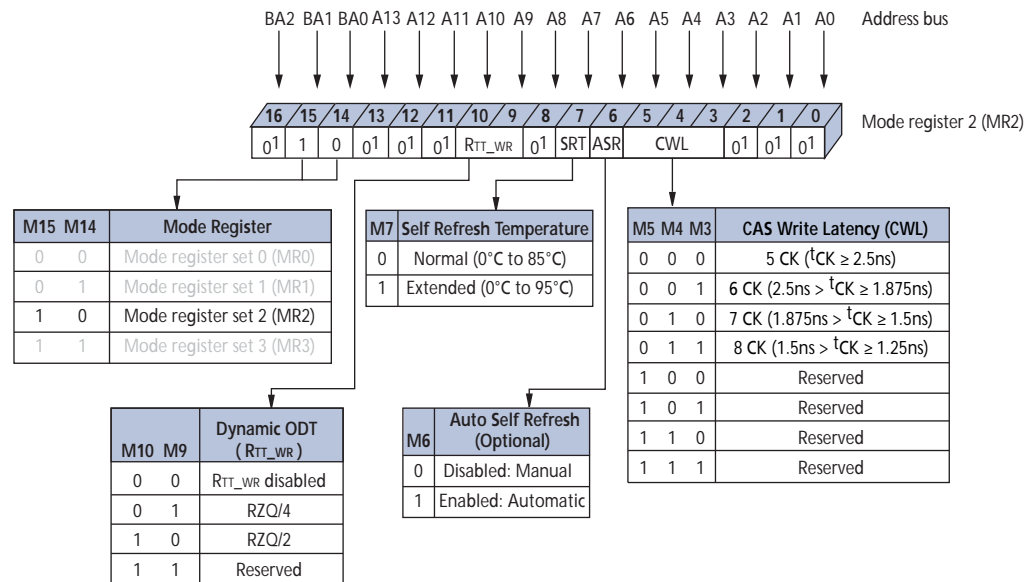 BA2 BA1 BA0 A13 A12 A11 A10 A9 A8 A7 A6 A5 A4 A3 A2 A1 A0 Address bus
16 15 14 13 12 11 10 9 8 7 6 5 4 3 2 1 0
Mode register 2 (MR2)
0¹ 1 0 0¹ 0¹ 0¹ RTT_WR 0¹ SRT ASR CWL 0¹ 0¹ 0¹
M15 M14 Mode Register
0 0 Mode register set 0 (MR0)
0 1 Mode register set 1 (MR1)
1 0 Mode register set 2 (MR2)
1 1 Mode register set 3 (MR3)
M7 Self Refresh Temperature
0 Normal (0°C to 85°C)
1 Extended (0°C to 95°C)
M5 M4 M3 CAS Write Latency (CWL)
0 0 0 5 CK (tCK ≥ 2.5ns)
0 0 1 6 CK (2.5ns > tCK ≥ 1.875ns)
0 1 0 7 CK (1.875ns > tCK ≥ 1.5ns)
0 1 1 8 CK (1.5ns > tCK ≥ 1.25ns)
1 0 0 Reserved
1 0 1 Reserved
1 1 0 Reserved
1 1 1 Reserved
M10 M9 Dynamic ODT
(RTT_WR)
0 0 RTT_WR disabled
0 1 RZQ/4
1 0 RZQ/2
1 1 Reserved
M6 Auto Self Refresh
(Optional)
0 Disabled: Manual
1 Enabled: Automatic